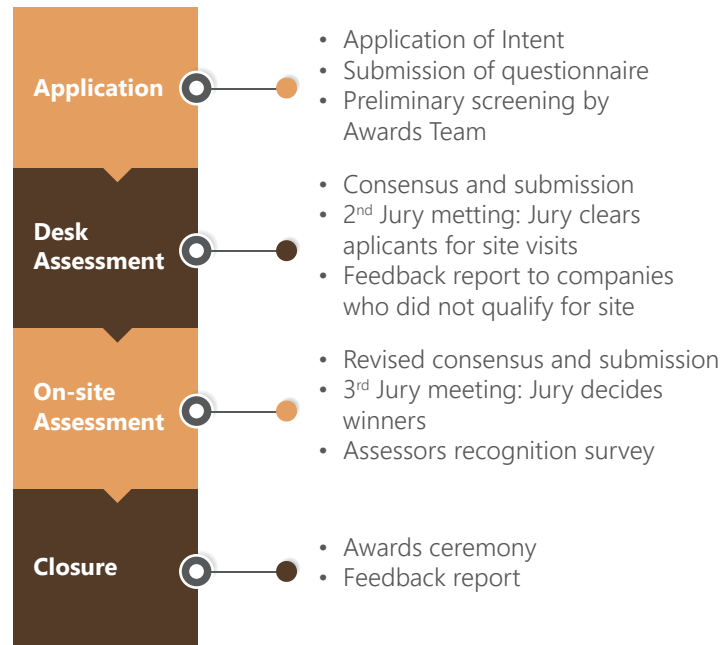 Application
• Application of Intent
• Submission of questionnaire
• Preliminary screening by
Awards Team
Desk
Assessment
• Consensus and submission
• 2nd Jury metting: Jury clears
aplicants for site visits
• Feedback report to companies
who did not qualify for site
On-site
Assessment
• Revised consensus and submission
• 3rd Jury meeting: Jury decides
winners
• Assessors recognition survey
Closure
• Awards ceremony
• Feedback report